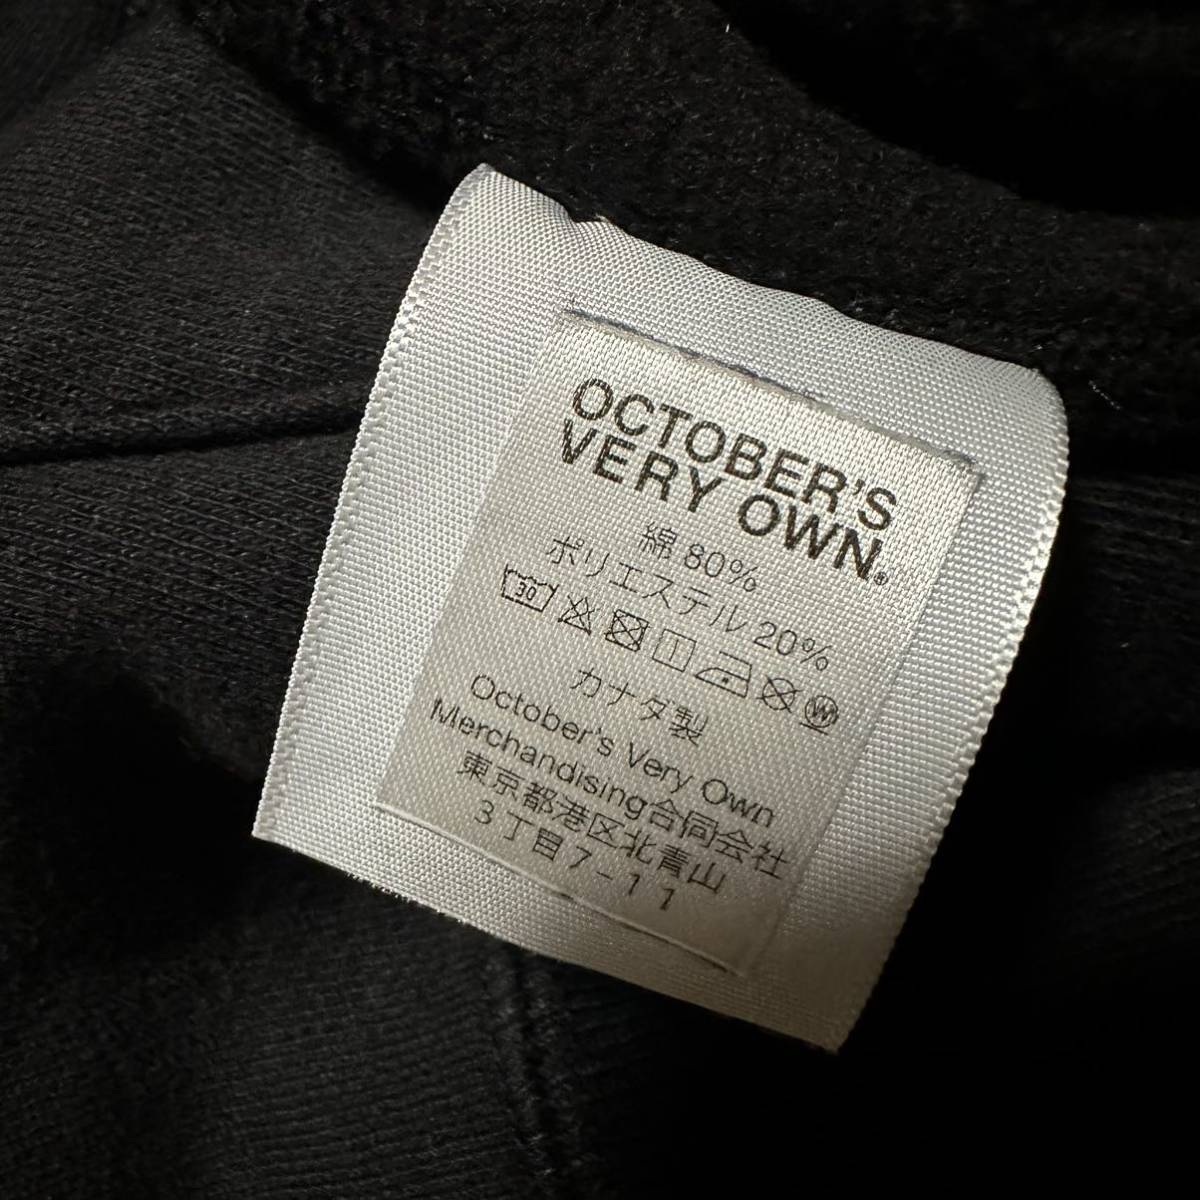 OCTOBER'S
VERY OWN®
綿 80%
ポリエステル 20%
30 W
カナダ製
October's Very Own
Merchandising合同会社
東京都港区北青山
3丁目7-11